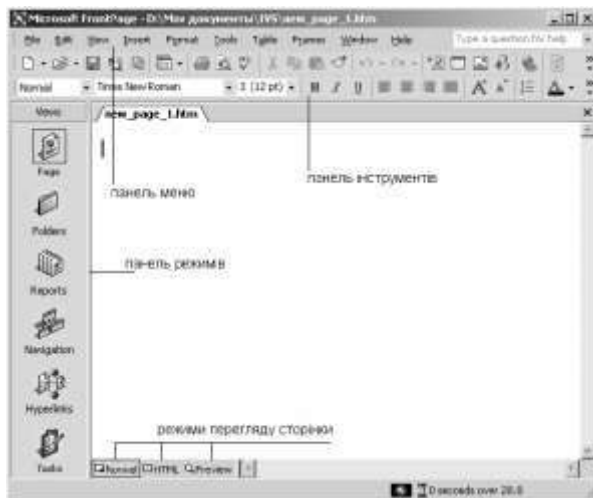 Microsoft FrontPage - D:\Мои документы\IVS\new_page_1.htm
File Edit View Insert Format Tools Table Frames Window Help Type a question for help
Normal Times New Roman 3 (12 pt) B I U A A A
Views new_page_1.htm
Page
панель меню
панель інструментів
Folders
панель режимів
Reports
Navigation
Hyperlinks
режими перегляду сторінки
Tasks
Normal HTML Preview
0 seconds over 28.8